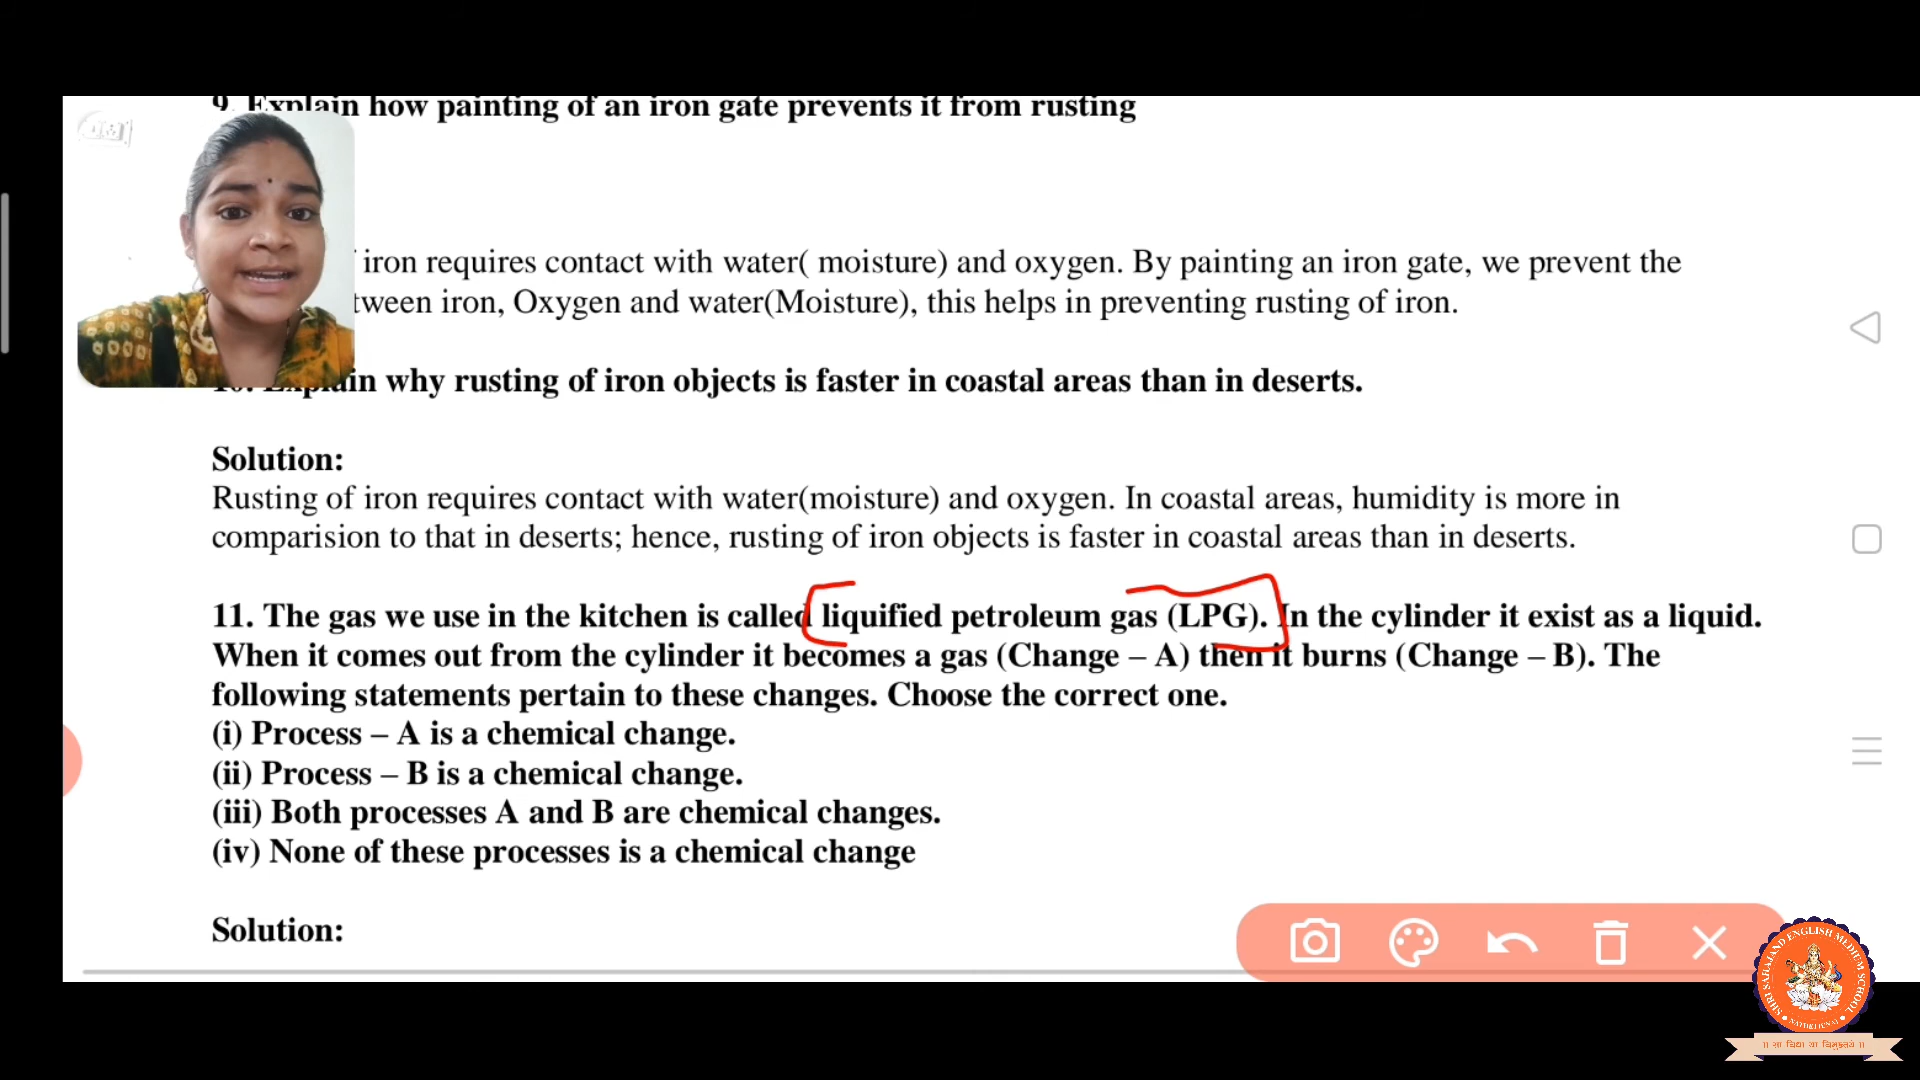 9. Explain how painting of an iron gate prevents it from rusting
iron requires contact with water( moisture) and oxygen. By painting an iron gate, we prevent the
tween iron, Oxygen and water(Moisture), this helps in preventing rusting of iron.
10. Explain why rusting of iron objects is faster in coastal areas than in deserts.
Solution:
Rusting of iron requires contact with water(moisture) and oxygen. In coastal areas, humidity is more in
comparision to that in deserts; hence, rusting of iron objects is faster in coastal areas than in deserts.
11. The gas we use in the kitchen is called liquified petroleum gas (LPG). In the cylinder it exist as a liquid.
When it comes out from the cylinder it becomes a gas (Change – A) then it burns (Change – B). The
following statements pertain to these changes. Choose the correct one.
(i) Process – A is a chemical change.
(ii) Process – B is a chemical change.
(iii) Both processes A and B are chemical changes.
(iv) None of these processes is a chemical change
Solution:
SHRI SAHAJANAND ENGLISH MEDIUM SCHOOL
॥ सा विद्या या विमुक्तये ॥